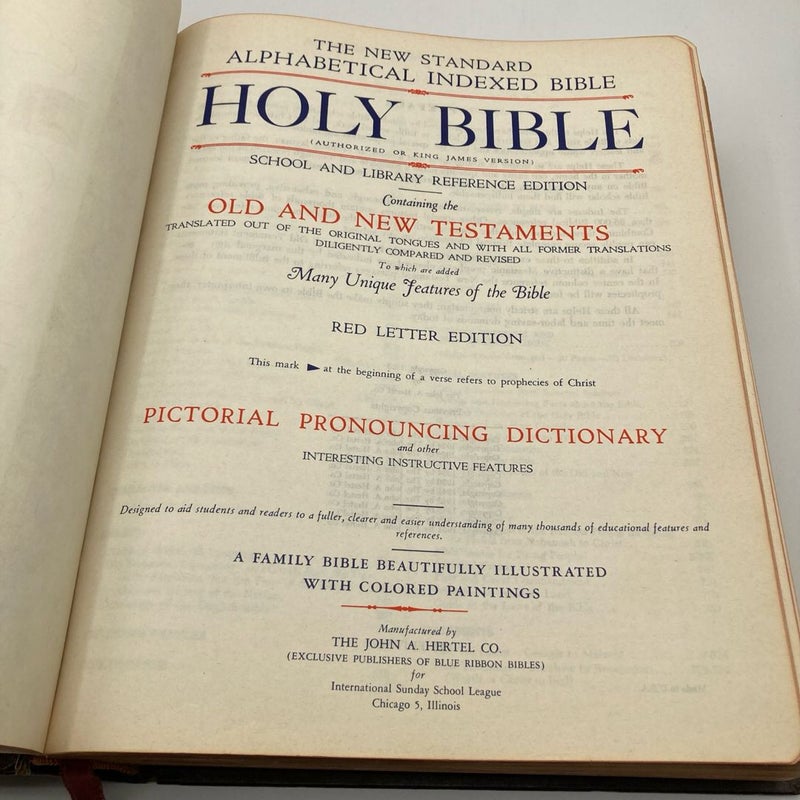 THE NEW STANDARD
ALPHABETICAL INDEXED BIBLE
HOLY BIBLE
(AUTHORIZED OR KING JAMES VERSION)
SCHOOL AND LIBRARY REFERENCE EDITION
Containing the
OLD AND NEW TESTAMENTS
TRANSLATED OUT OF THE ORIGINAL TONGUES AND WITH ALL FORMER TRANSLATIONS
DILIGENTLY COMPARED AND REVISED
To which are added
Many Unique Features of the Bible
RED LETTER EDITION
This mark ► at the beginning of a verse refers to prophecies of Christ
PICTORIAL PRONOUNCING DICTIONARY
and other
INTERESTING INSTRUCTIVE FEATURES
Designed to aid students and readers to a fuller, clearer and easier understanding of many thousands of educational features and
references.
A FAMILY BIBLE BEAUTIFULLY ILLUSTRATED
WITH COLORED PAINTINGS
Manufactured by
THE JOHN A. HERTEL CO.
(EXCLUSIVE PUBLISHERS OF BLUE RIBBON BIBLES)
for
International Sunday School League
Chicago 5, Illinois